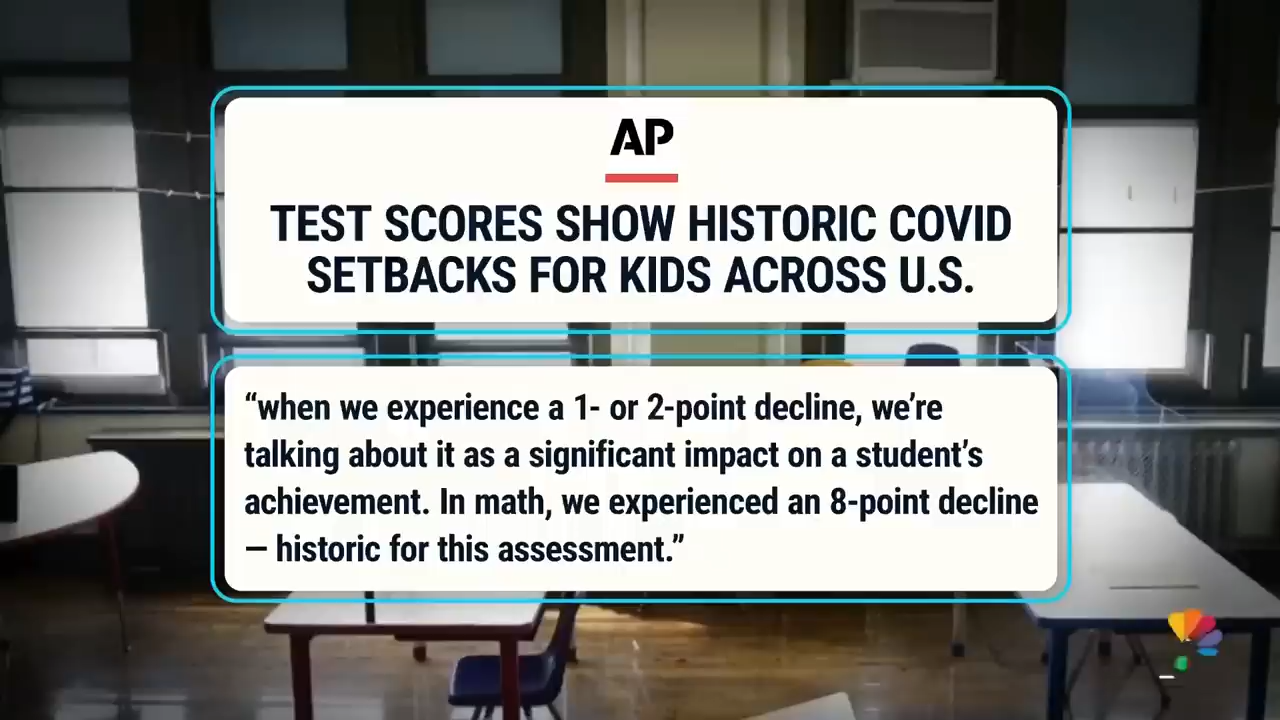 AP
TEST SCORES SHOW HISTORIC COVID
SETBACKS FOR KIDS ACROSS U.S.
“when we experience a 1- or 2-point decline, we’re
talking about it as a significant impact on a student’s
achievement. In math, we experienced an 8-point decline
— historic for this assessment.”